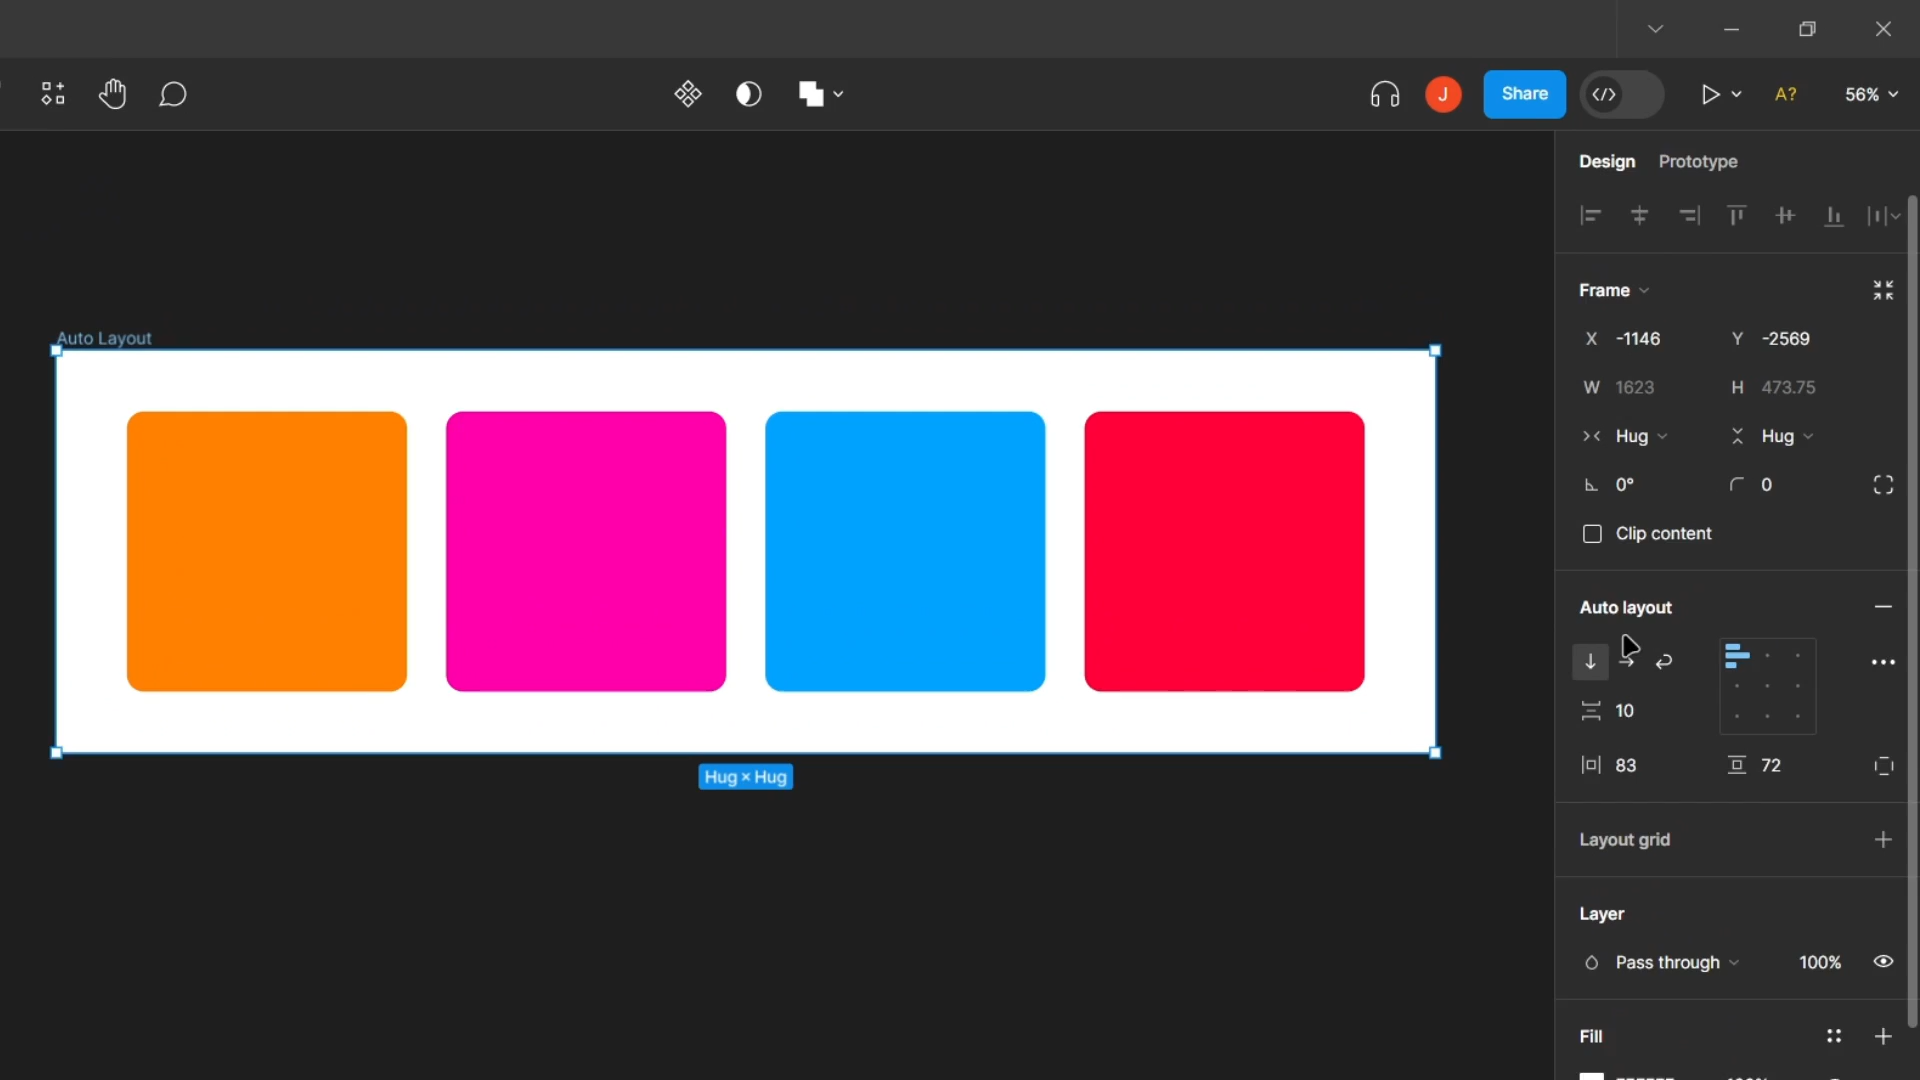 J
Share
A?
56%
Design
Prototype
Frame
X -1146
Y -2569
W 1623
H 473.75
Hug
Hug
0°
0
Clip content
Auto layout
10
83
72
Layout grid
Layer
Pass through
100%
Fill
Auto Layout
Hug × Hug